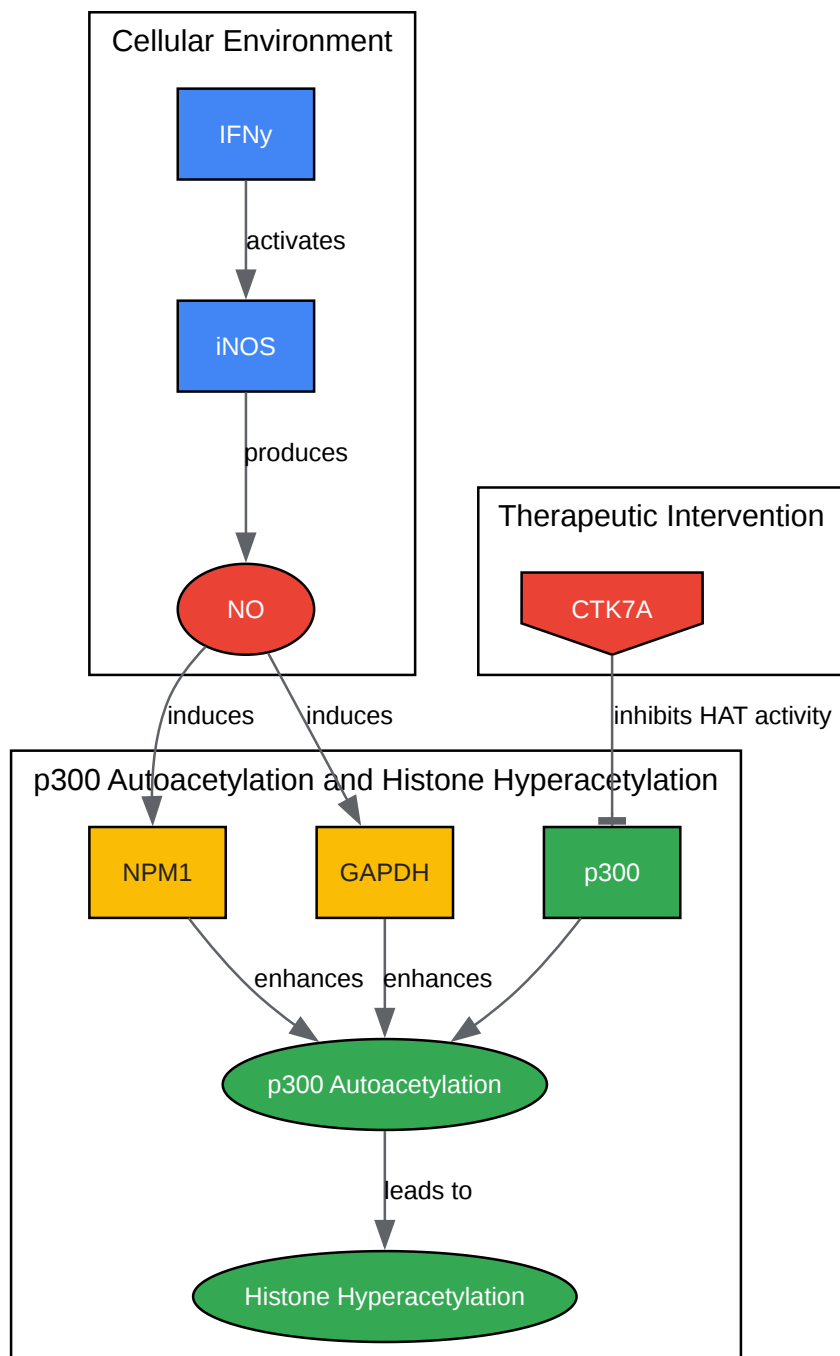 Cellular Environment
IFNy
activates
iNOS
produces
Therapeutic Intervention
NO
CTK7A
induces
induces
inhibits HAT activity
p300 Autoacetylation and Histone Hyperacetylation
NPM1
GAPDH
p300
enhances
enhances
p300 Autoacetylation
leads to
Histone Hyperacetylation